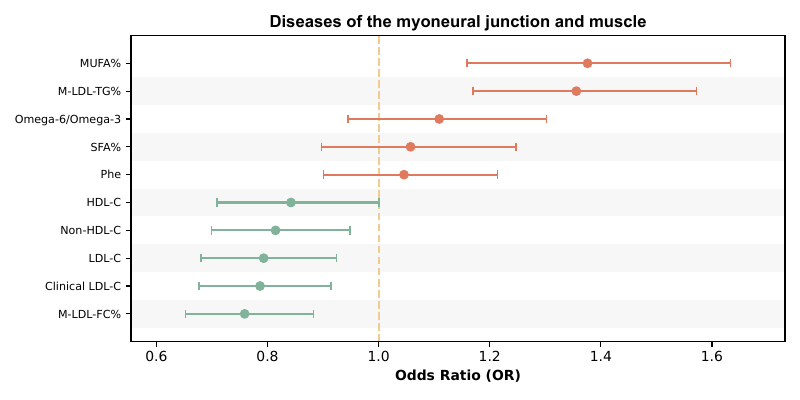 Diseases of the myoneural junction and muscle
MUFA%
M-LDL-TG%
Omega-6/Omega-3
SFA%
Phe
HDL-C
Non-HDL-C
LDL-C
Clinical LDL-C
M-LDL-FC%
0.6 0.8 1.0 1.2 1.4 1.6
Odds Ratio (OR)